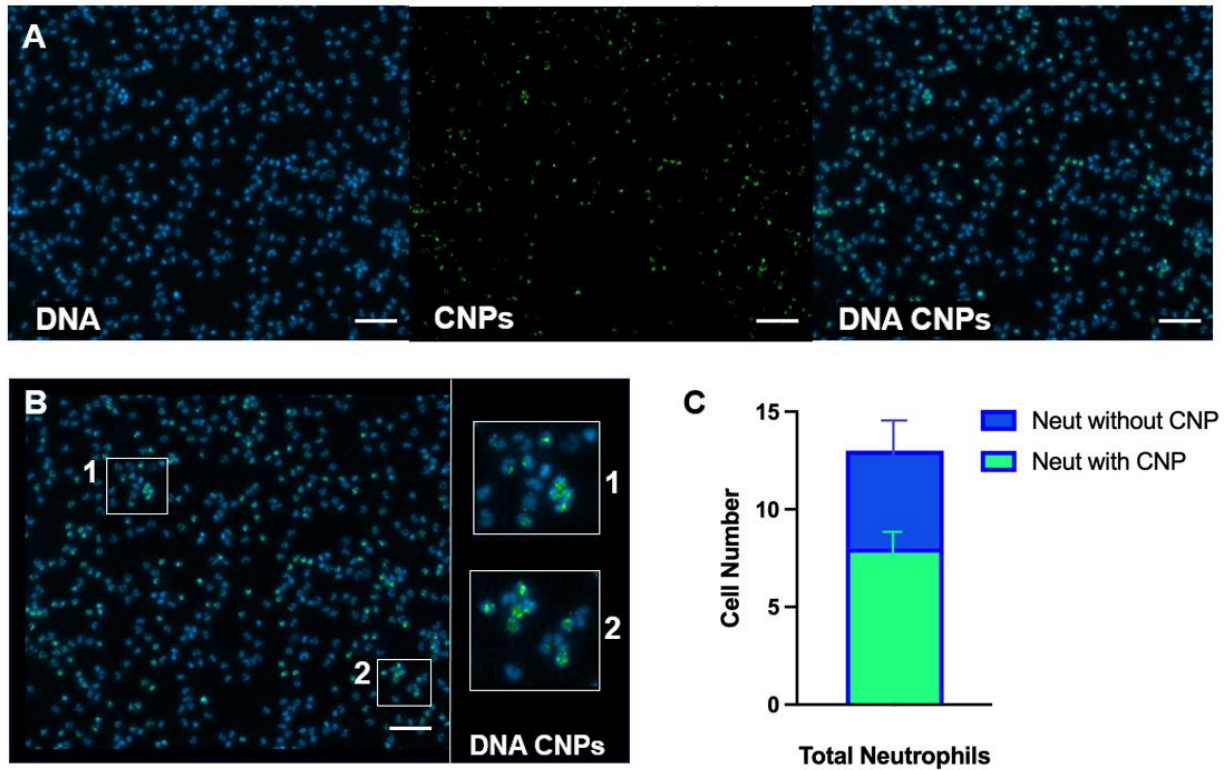 A
DNA
CNPs
DNA CNPs
B
1
2
1
2
DNA CNPs
C
15
10
5
0
Cell Number
Total Neutrophils
Neut without CNP
Neut with CNP